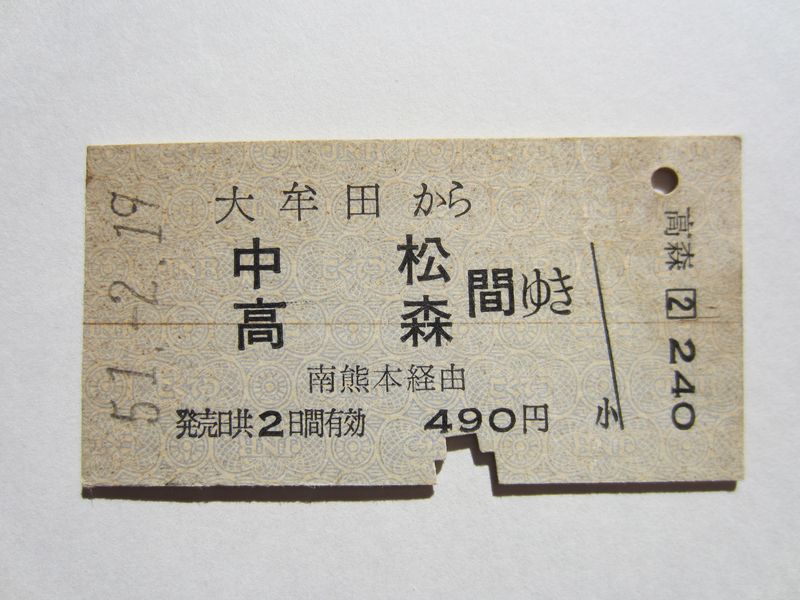 51.-2.19
大牟田から
中松
高森
間ゆき
南熊本経由
発売日共2日間有効 490円
小
高森 2 240